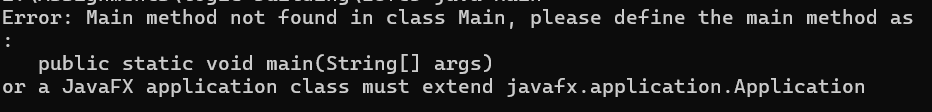 Error: Main method not found in class Main, please define the main method as
:
   public static void main(String[] args)
or a JavaFX application class must extend javafx.application.Application